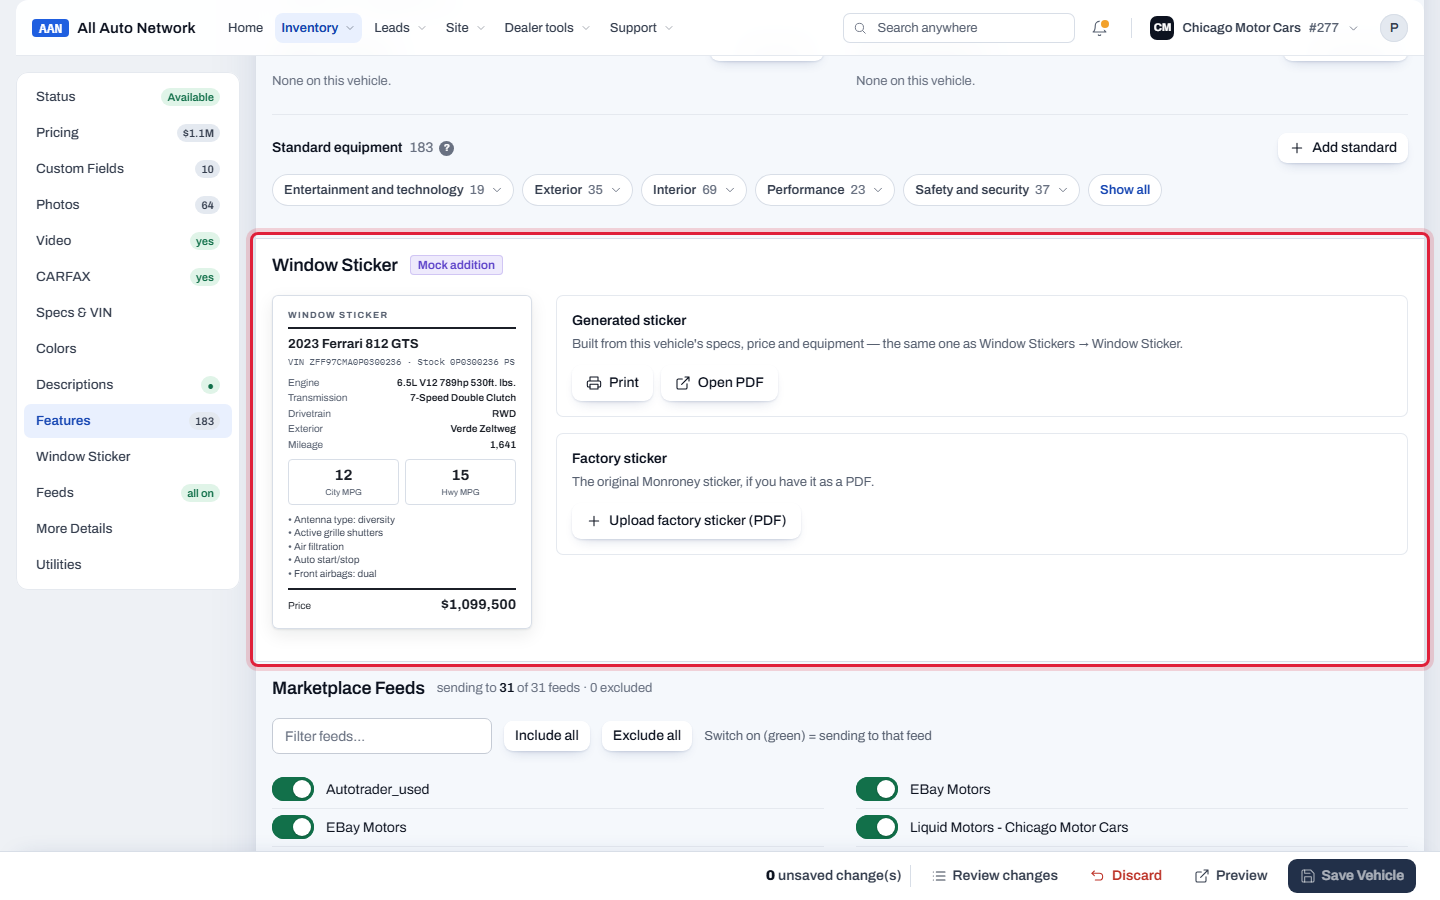 AAN All Auto Network Home Inventory Leads Site Dealer tools Support Search anywhere CM Chicago Motor Cars #277 P
None on this vehicle. None on this vehicle.
Status Available
Pricing $1.1M
Custom Fields 10
Photos 64
Video yes
CARFAX yes
Specs & VIN
Colors
Descriptions
Features 183
Window Sticker
Feeds all on
More Details
Utilities
Standard equipment 183 ? + Add standard
Entertainment and technology 19 Exterior 35 Interior 69 Performance 23 Safety and security 37 Show all
Window Sticker Mock addition
WINDOW STICKER
2023 Ferrari 812 GTS
VIN ZFF97CMA0P0300236 · Stock 0P0300236 PS
Engine 6.5L V12 789hp 530ft. lbs.
Transmission 7-Speed Double Clutch
Drivetrain RWD
Exterior Verde Zeltweg
Mileage 1,641
12 15
City MPG Hwy MPG
• Antenna type: diversity
• Active grille shutters
• Air filtration
• Auto start/stop
• Front airbags: dual
Price $1,099,500
Generated sticker
Built from this vehicle's specs, price and equipment — the same one as Window Stickers → Window Sticker.
Print Open PDF
Factory sticker
The original Monroney sticker, if you have it as a PDF.
+ Upload factory sticker (PDF)
Marketplace Feeds sending to 31 of 31 feeds · 0 excluded
Filter feeds... Include all Exclude all Switch on (green) = sending to that feed
Autotrader_used EBay Motors
EBay Motors Liquid Motors - Chicago Motor Cars
0 unsaved change(s) Review changes Discard Preview Save Vehicle